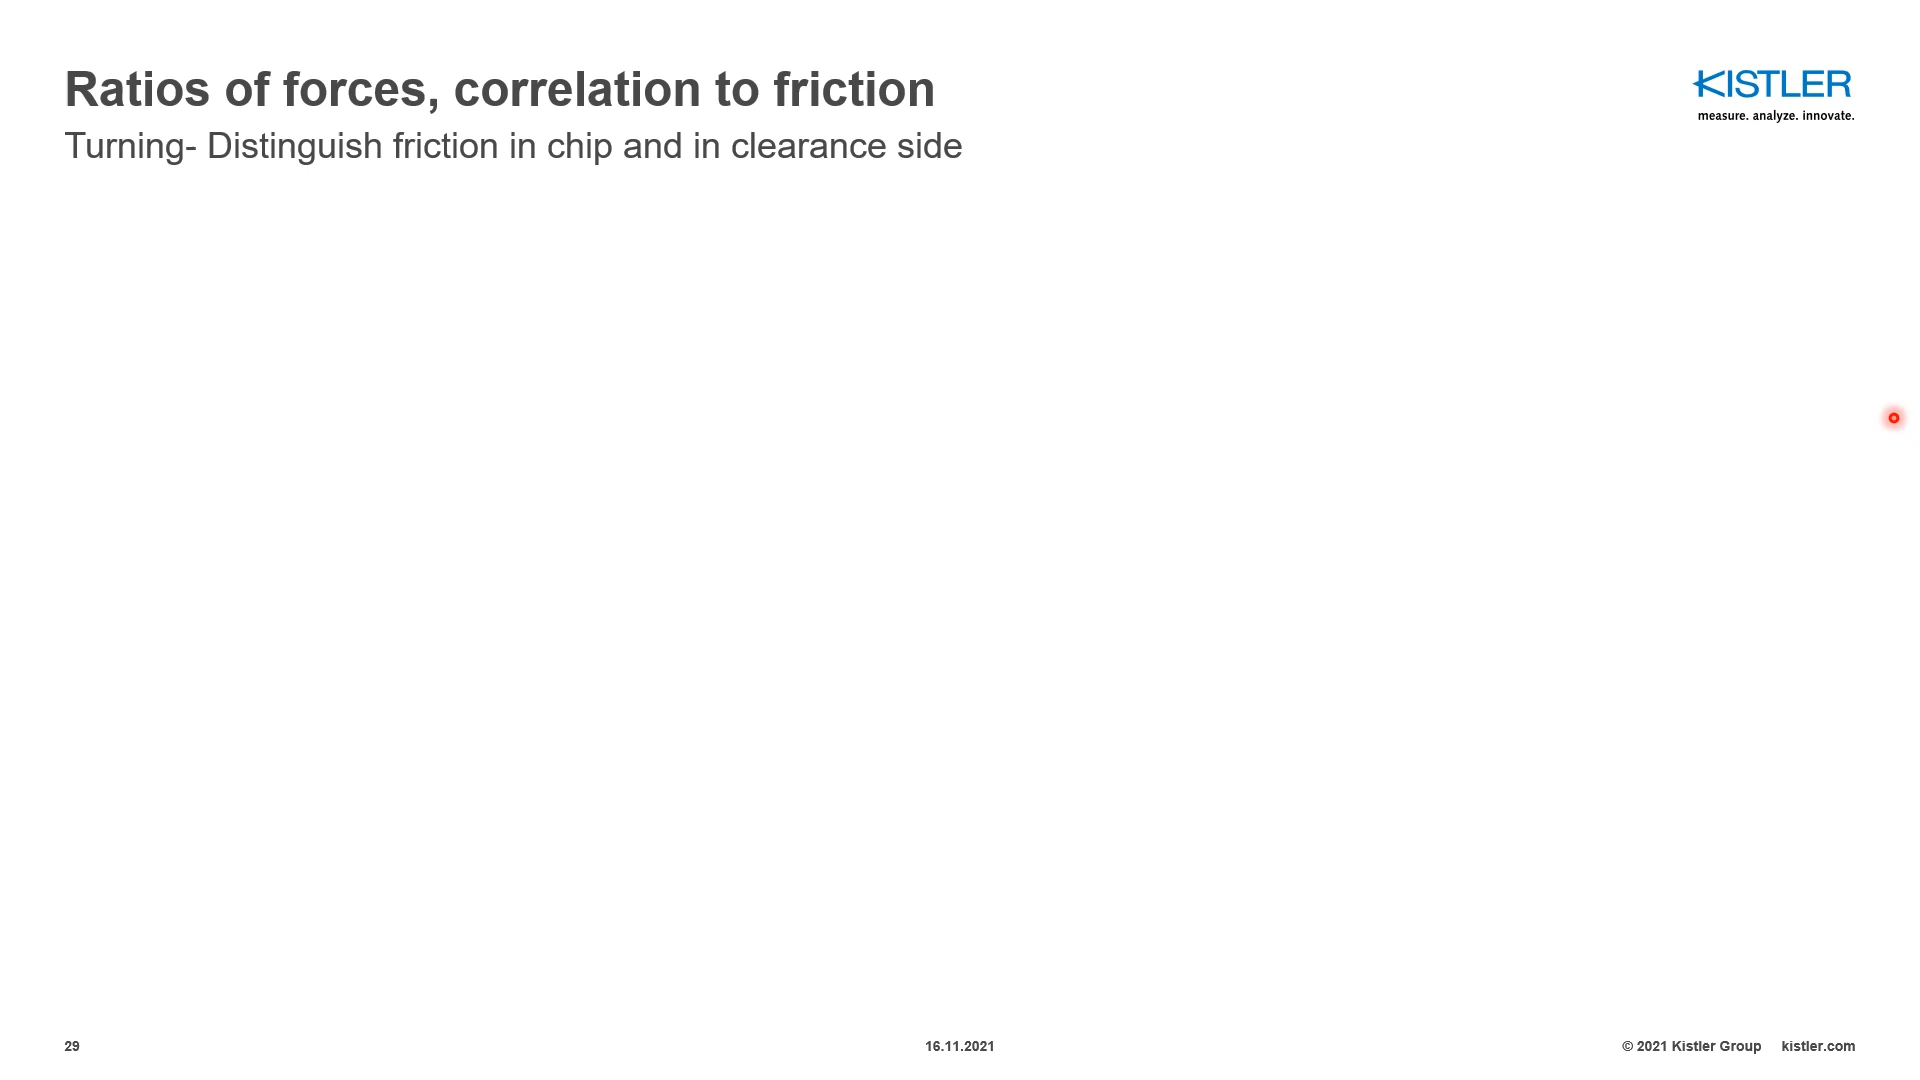 Ratios of forces, correlation to friction
Turning- Distinguish friction in chip and in clearance side
KISTLER
measure. analyze. innovate.
29
16.11.2021
© 2021 Kistler Group kistler.com